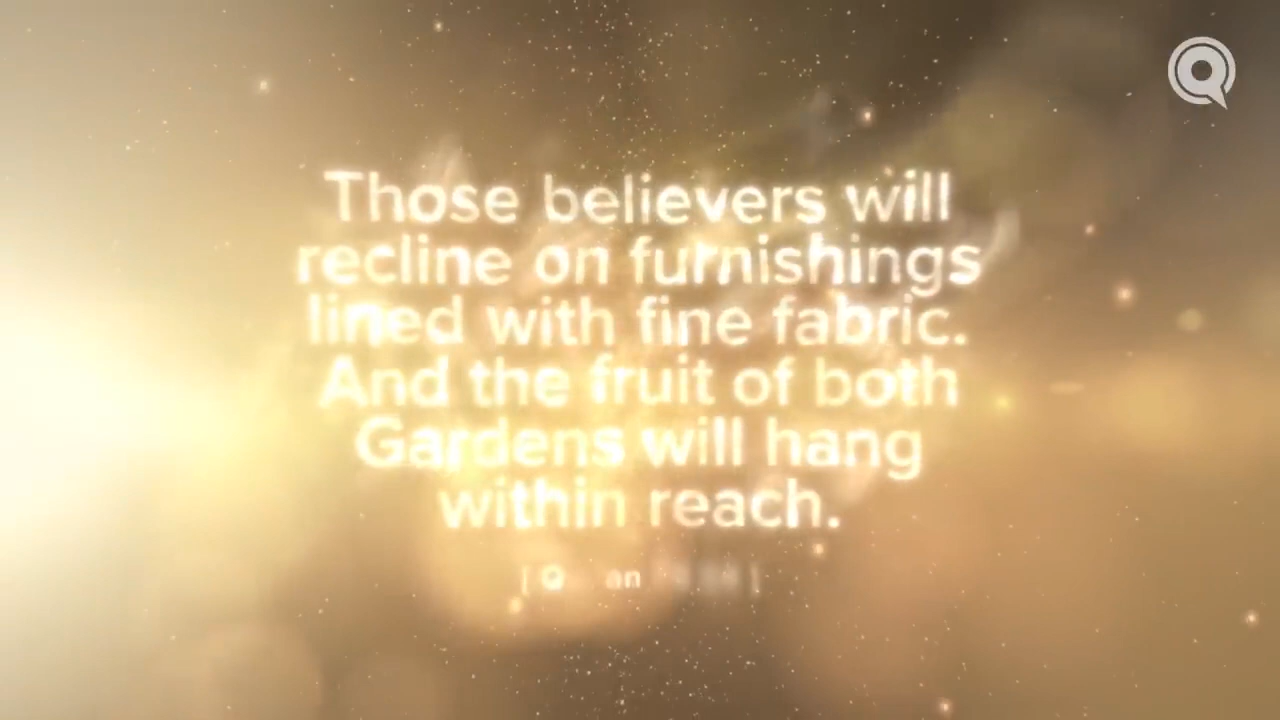 Those believers will
recline on furnishings
lined with fine fabric.
And the fruit of both
Gardens will hang
within reach.